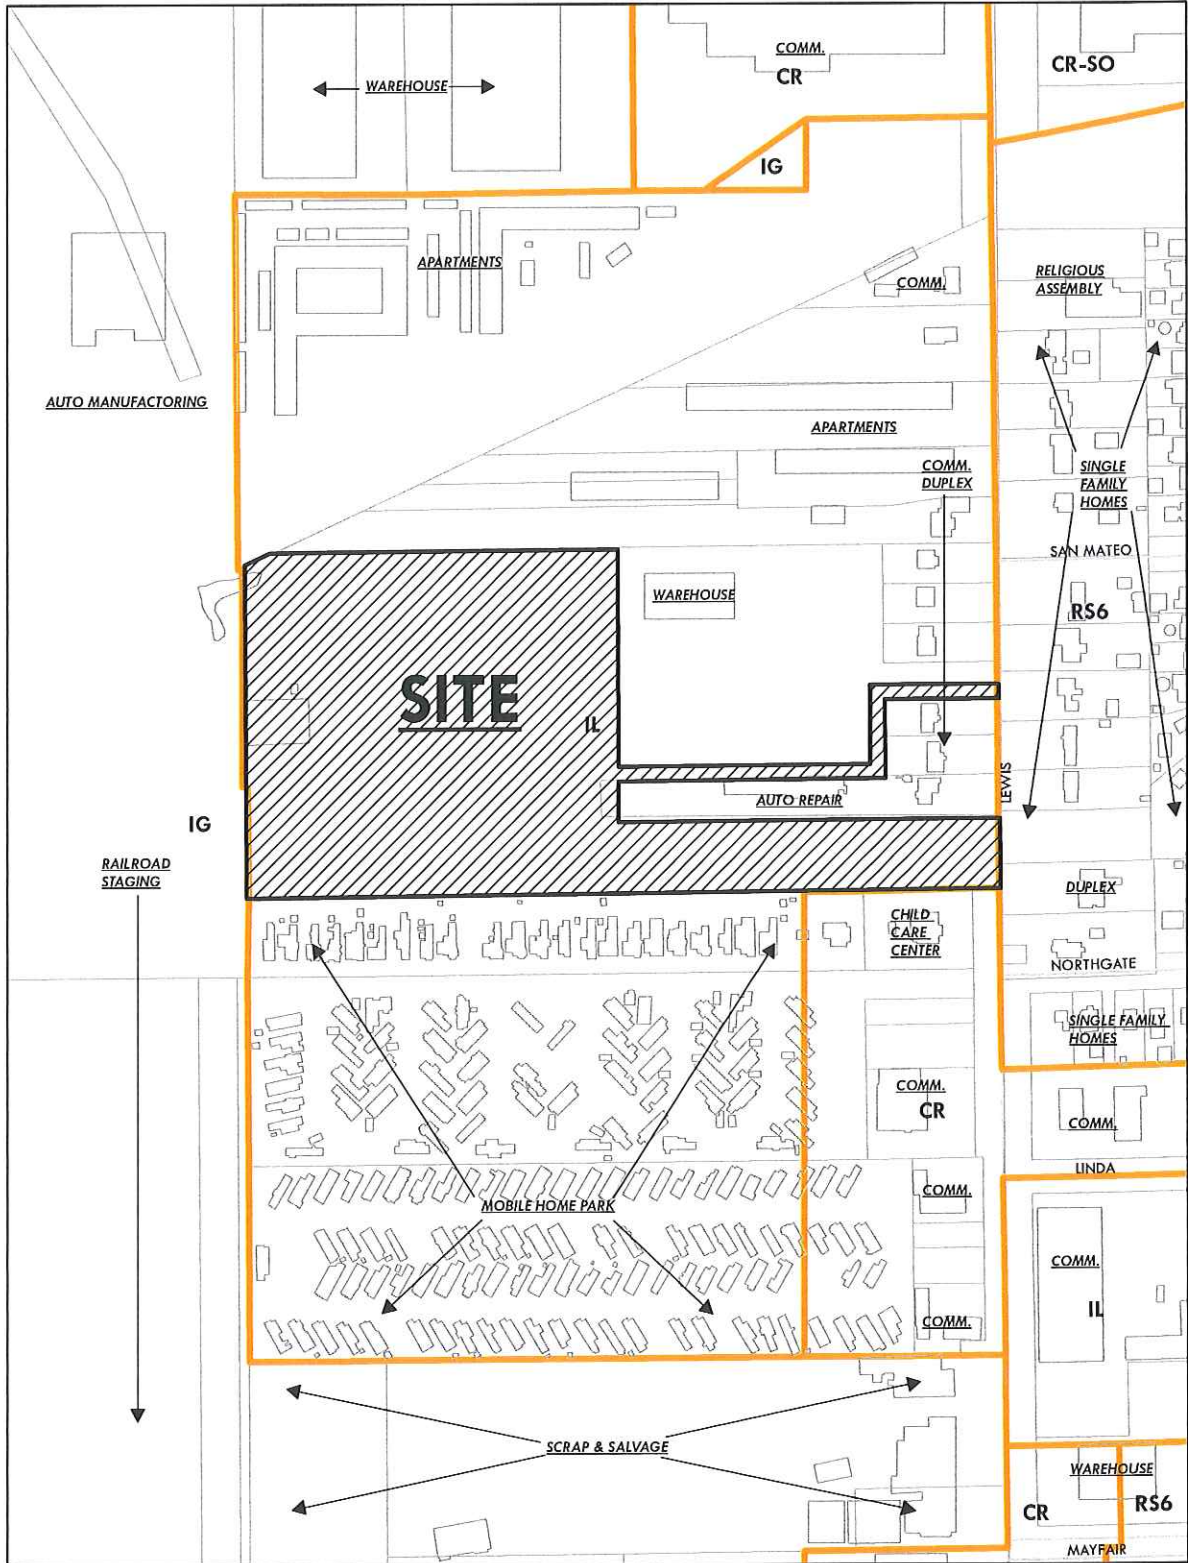 COMM.
CR
CR-SO
WAREHOUSE
IG
APARTMENTS
COMM.
RELIGIOUS
ASSEMBLY
AUTO MANUFACTORING
APARTMENTS
COMM.
DUPLEX
SINGLE
FAMILY
HOMES
SAN MATEO
WAREHOUSE
RS6
SITE
IL
LEWIS
AUTO REPAIR
IG
RAILROAD
STAGING
DUPLEX
CHILD
CARE
CENTER
NORTHGATE
SINGLE FAMILY
HOMES
COMM.
CR
COMM.
LINDA
COMM.
MOBILE HOME PARK
COMM.
IL
COMM.
SCRAP & SALVAGE
WAREHOUSE
CR
RS6
MAYFAIR